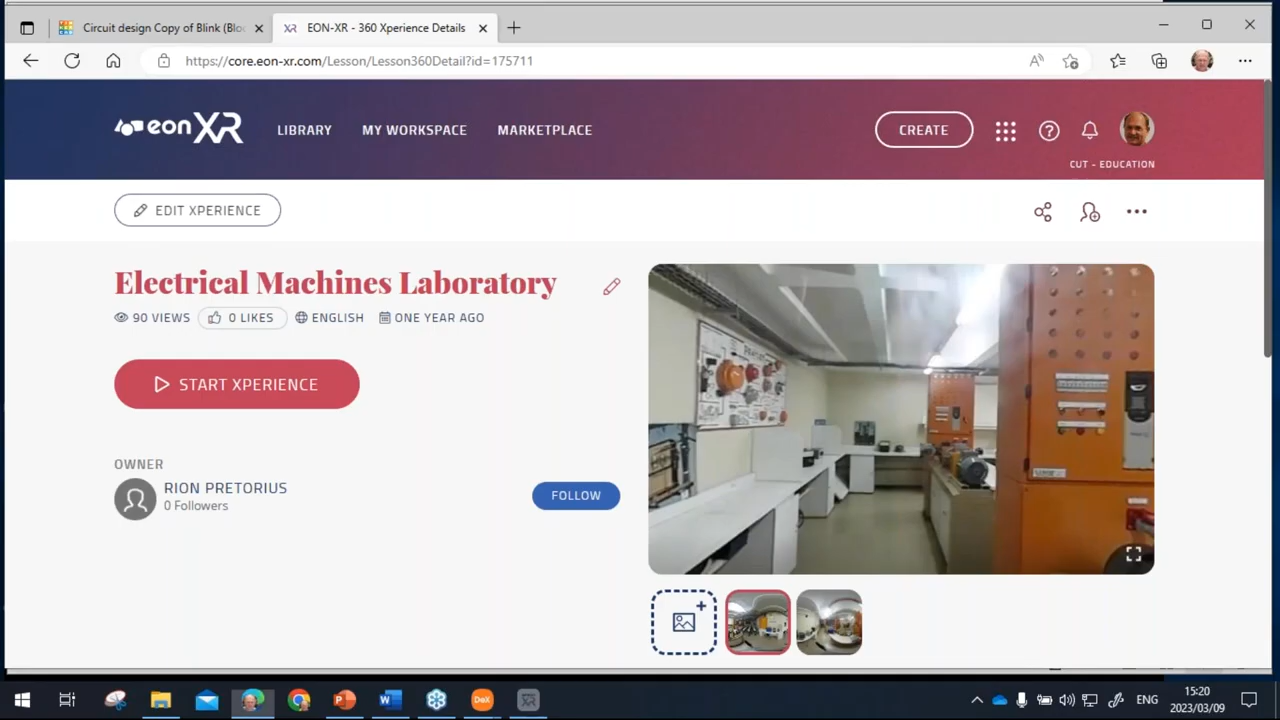 Circuit design Copy of Blink (Bloc
EON-XR - 360 Xperience Details
https://core.eon-xr.com/Lesson/Lesson360Detail?id=175711
eonXR
LIBRARY
MY WORKSPACE
MARKETPLACE
CREATE
CUT - EDUCATION
EDIT XPERIENCE
Electrical Machines Laboratory
90 VIEWS
0 LIKES
ENGLISH
ONE YEAR AGO
START XPERIENCE
OWNER
RION PRETORIUS
0 Followers
FOLLOW
DeX
ENG
15:20
2023/03/09